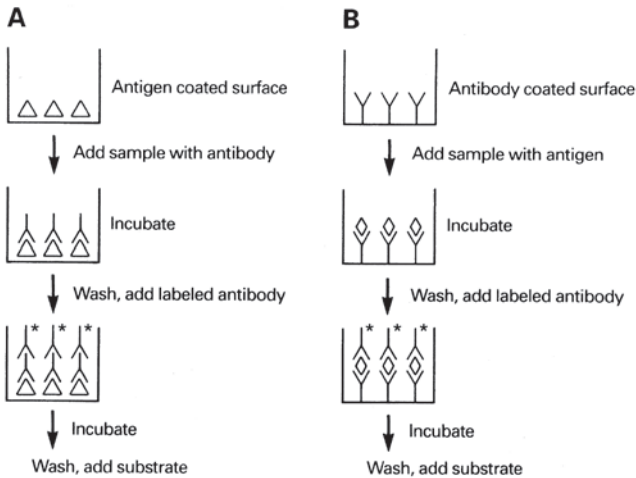 A
Antigen coated surface
Add sample with antibody
Incubate
Wash, add labeled antibody
* * *
Incubate
Wash, add substrate
B
Antibody coated surface
Add sample with antigen
Incubate
Wash, add labeled antibody
* * *
Incubate
Wash, add substrate